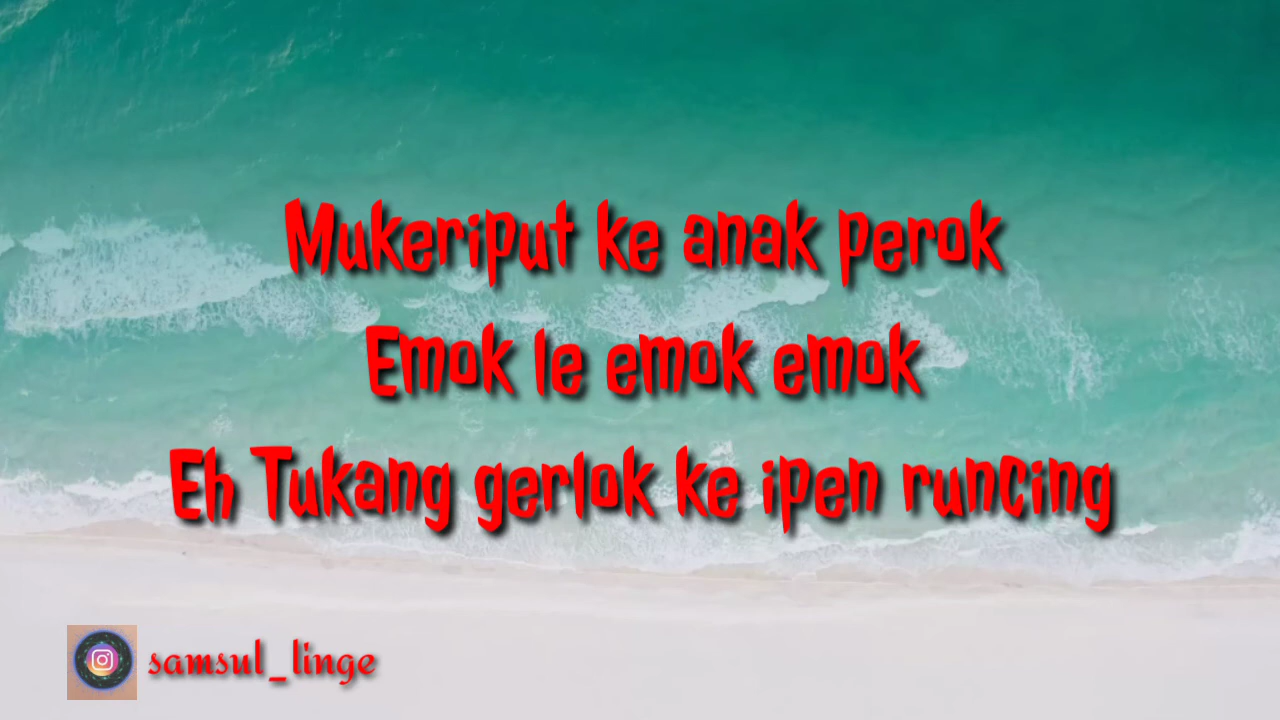 Mukeriput ke anak perok
Emok le emok emok
Eh Tukang gerlok ke ipen runcing
samsul_linge